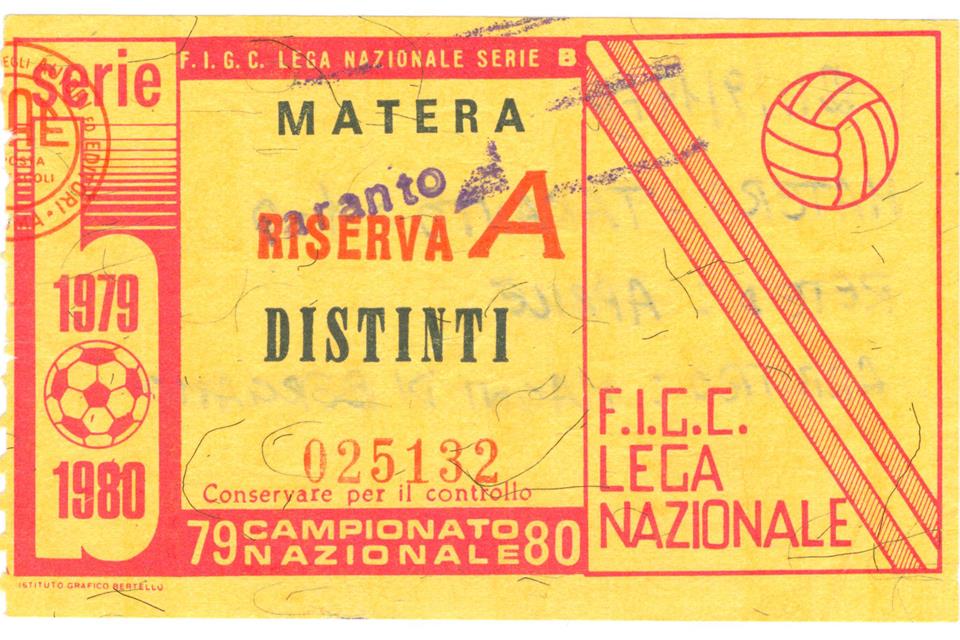 serie
1979
1980
F.I.G.C. LEGA NAZIONALE SERIE B
MATERA
RISERVA A
DISTINTI
025132
Conservare per il controllo
79 CAMPIONATO NAZIONALE 80
F.I.G.C.
LEGA
NAZIONALE
ISTITUTO GRAFICO BERTELLO